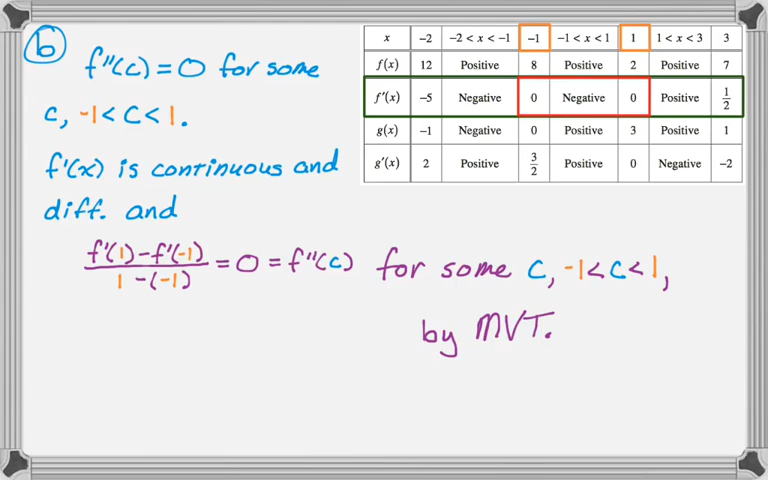 b
f''(c) = 0 for some
c, -1 < c < 1.
f'(x) is continuous and
diff. and
f'(1) - f'(-1) / 1 - (-1) = 0 = f''(c) for some c, -1 < c < 1,
by MVT.
x −2 −2 < x < −1 −1 −1 < x < 1 1 1 < x < 3 3
f(x) 12 Positive 8 Positive 2 Positive 7
f′(x) −5 Negative 0 Negative 0 Positive 1/2
g(x) −1 Negative 0 Positive 3 Positive 1
g′(x) 2 Positive 3/2 Positive 0 Negative −2